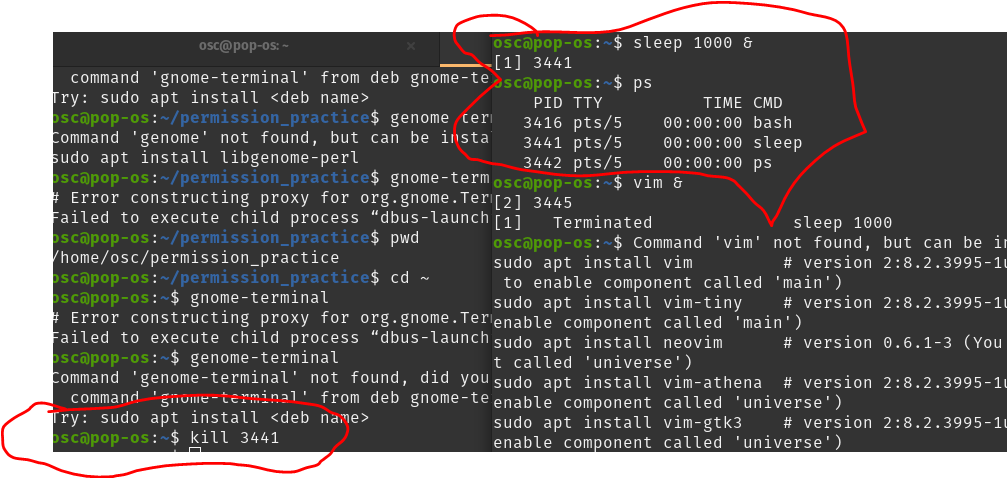 osc@pop-os: ~ ×
command 'gnome-terminal' from deb gnome-te
Try: sudo apt install <deb name>
osc@pop-os:~/permission_practice$ genome term
Command 'genome' not found, but can be insta
sudo apt install libgenome-perl
osc@pop-os:~/permission_practice$ gnome-term
# Error constructing proxy for org.gnome.Ter
Failed to execute child process “dbus-launch
osc@pop-os:~/permission_practice$ pwd
/home/osc/permission_practice
osc@pop-os:~/permission_practice$ cd ~
osc@pop-os:~$ gnome-terminal
# Error constructing proxy for org.gnome.Ter
Failed to execute child process “dbus-launch
osc@pop-os:~$ genome-terminal
Command 'genome-terminal' not found, did you
command 'gnome-terminal' from deb gnome-te
Try: sudo apt install <deb name>
osc@pop-os:~$ kill 3441
osc@pop-os:~$ sleep 1000 &
[1] 3441
osc@pop-os:~$ ps
PID TTY TIME CMD
3416 pts/5 00:00:00 bash
3441 pts/5 00:00:00 sleep
3442 pts/5 00:00:00 ps
osc@pop-os:~$ vim &
[2] 3445
[1] Terminated sleep 1000
osc@pop-os:~$ Command 'vim' not found, but can be in
sudo apt install vim # version 2:8.2.3995-1u
to enable component called 'main')
sudo apt install vim-tiny # version 2:8.2.3995-1u
enable component called 'main')
sudo apt install neovim # version 0.6.1-3 (You
t called 'universe')
sudo apt install vim-athena # version 2:8.2.3995-1u
enable component called 'universe')
sudo apt install vim-gtk3 # version 2:8.2.3995-1u
enable component called 'universe')